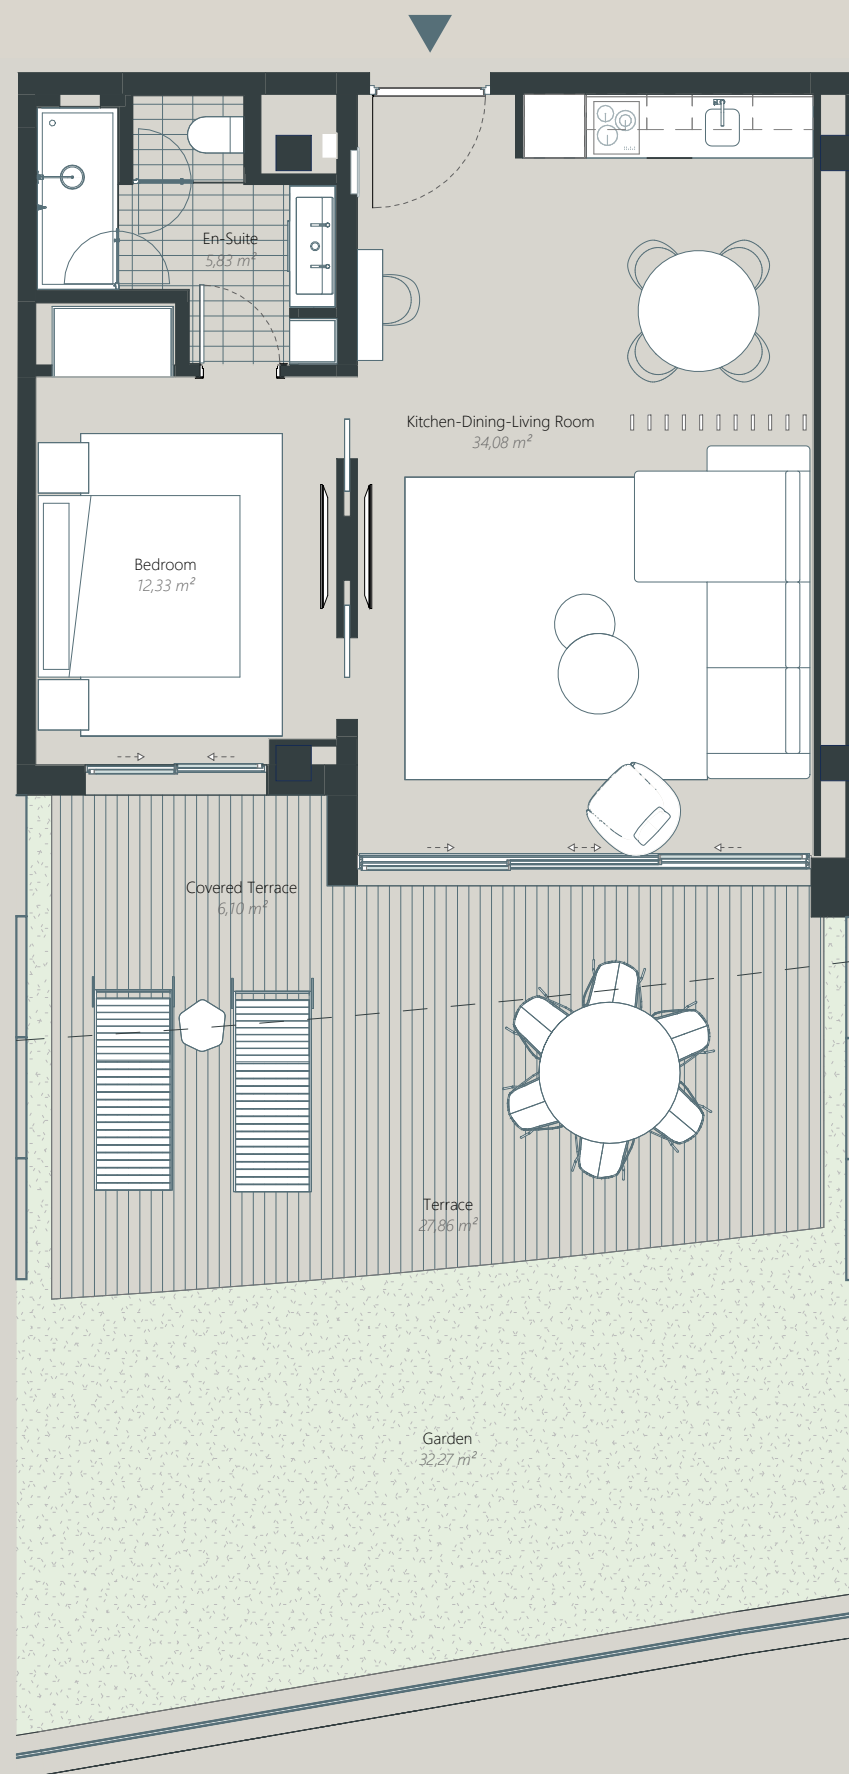 En-Suite
5,83 m²
Kitchen-Dining-Living Room
34,08 m²
Bedroom
12,33 m²
Covered Terrace
6,10 m²
Terrace
27,86 m²
Garden
32,27 m²